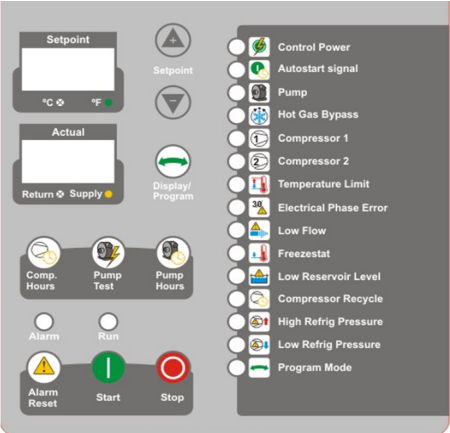 Setpoint
°C °F
Actual
Return Supply
Setpoint
Display/
Program
Comp.
Hours
Pump
Test
Pump
Hours
Alarm
Run
Alarm
Reset
Start
Stop
Control Power
Autostart signal
Pump
Hot Gas Bypass
1 Compressor 1
2 Compressor 2
Temperature Limit
3Ø Electrical Phase Error
Low Flow
Freezestat
Low Reservoir Level
Compressor Recycle
High Refrig Pressure
Low Refrig Pressure
Program Mode